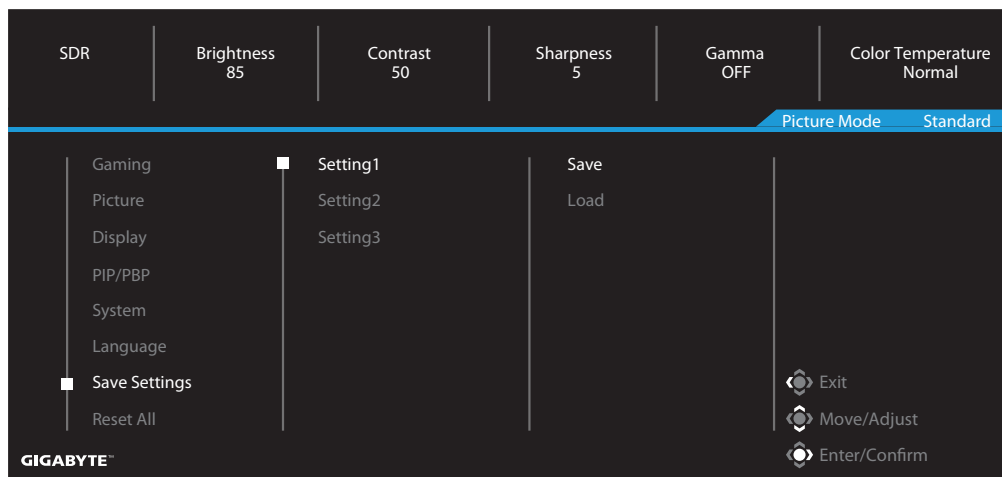 SDR
Brightness
85
Contrast
50
Sharpness
5
Gamma
OFF
Color Temperature
Normal
Picture Mode Standard
Gaming
Picture
Display
PIP/PBP
System
Language
Save Settings
Reset All
Setting1
Setting2
Setting3
Save
Load
Exit
Move/Adjust
Enter/Confirm
GIGABYTE™